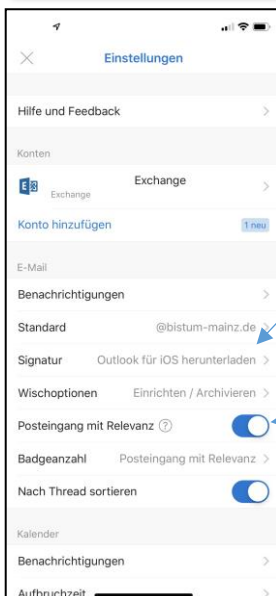 Einstellungen
Hilfe und Feedback
Konten
Exchange
Exchange
Konto hinzufügen 1 neu
E-Mail
Benachrichtigungen
Standard @bistum-mainz.de
Signatur Outlook für iOS herunterladen
Wischoptionen Einrichten / Archivieren
Posteingang mit Relevanz ?
Badgeanzahl Posteingang mit Relevanz
Nach Thread sortieren
Kalender
Benachrichtigungen
Aufbruchzeit